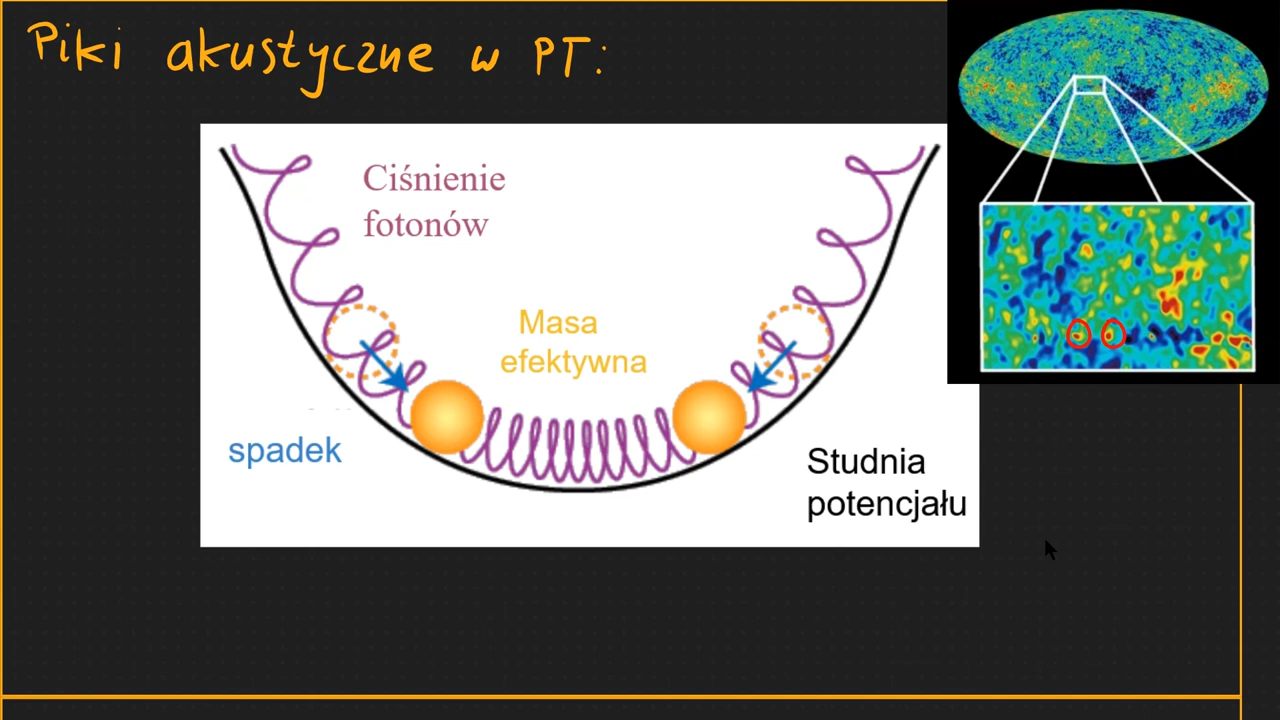 Piki akustyczne w PT:
Ciśnienie
fotonów
Masa
efektywna
spadek
Studnia
potencjału